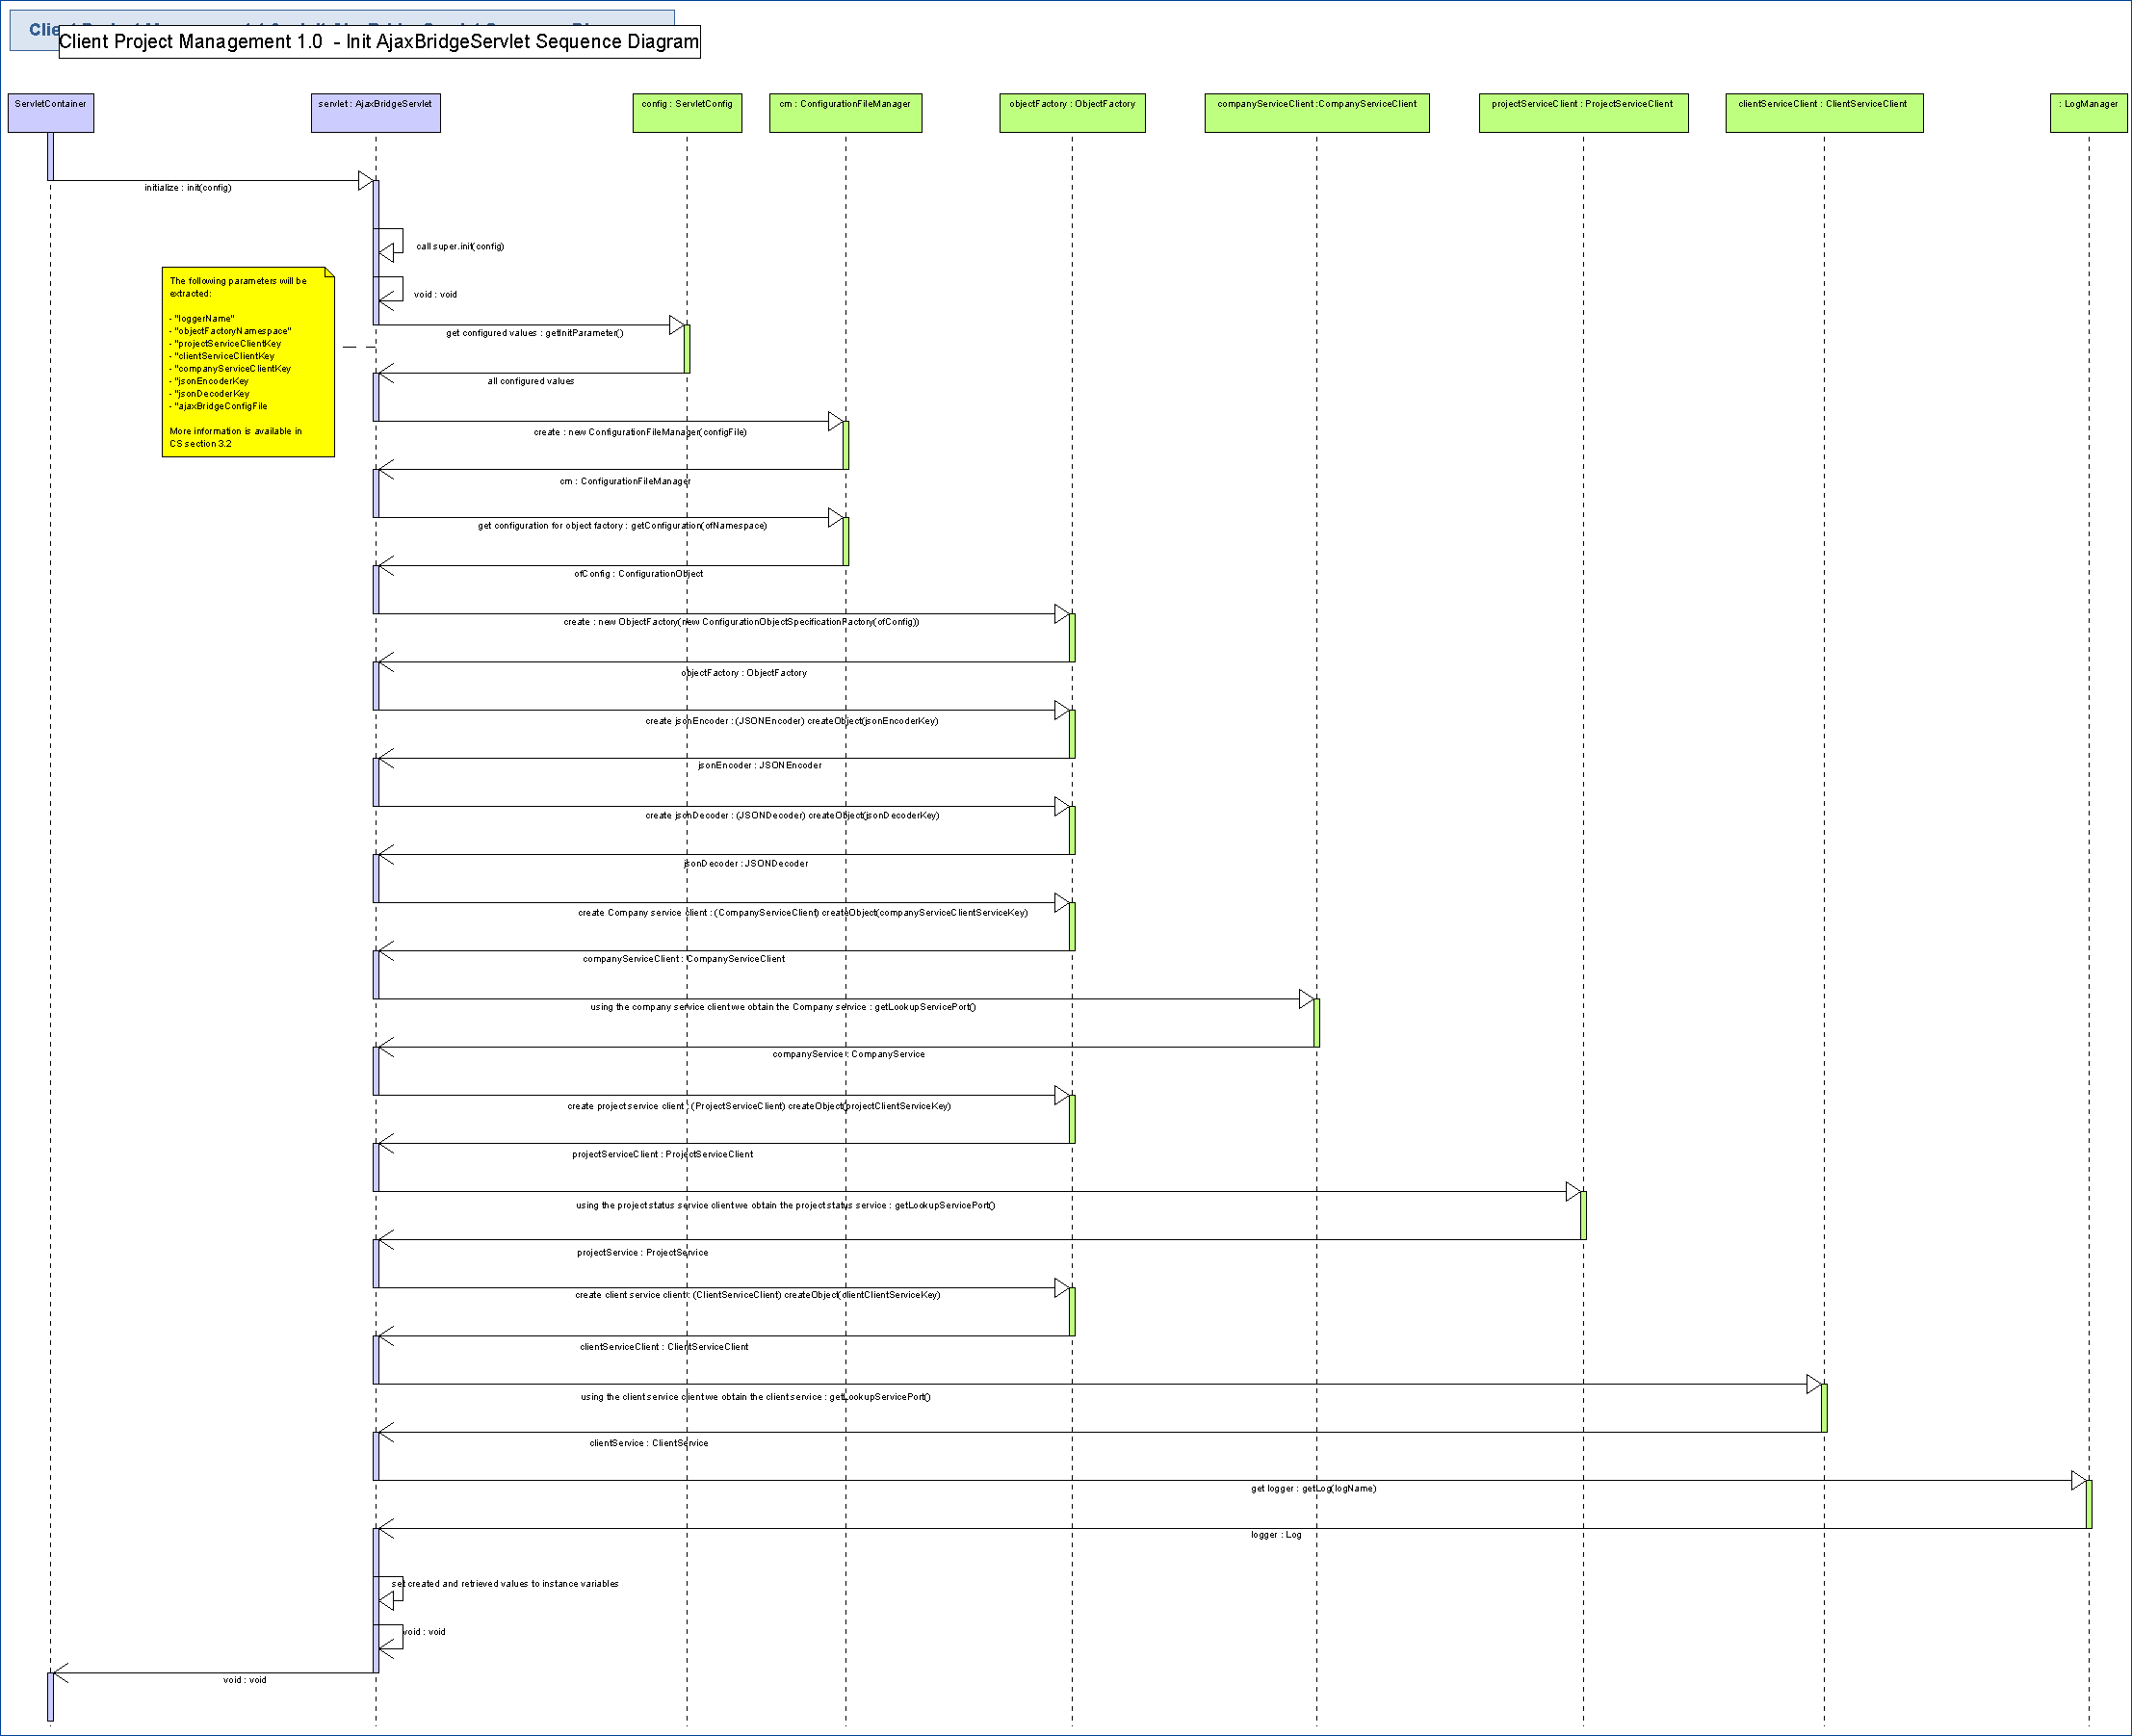 Clie
Client Project Management 1.0  - Init AjaxBridgeServlet Sequence Diagram
ServletContainer
servlet : AjaxBridgeServlet
config : ServletConfig
cm : ConfigurationFileManager
objectFactory : ObjectFactory
companyServiceClient :CompanyServiceClient
projectServiceClient : ProjectServiceClient
clientServiceClient : ClientServiceClient
: LogManager
initialize : init(config)
call super.init(config)
The following parameters will be
extracted:
- "loggerName"
- "objectFactoryNamespace"
- "projectServiceClientKey
- "clientServiceClientKey
- "companyServiceClientKey
- "jsonEncoderKey
- "jsonDecoderKey
- "ajaxBridgeConfigFile
More information is available in
CS section 3.2
void : void
get configured values : getInitParameter()
all configured values
create : new ConfigurationFileManager(configFile)
cm : ConfigurationFileManager
get configuration for object factory : getConfiguration(ofNamespace)
ofConfig : ConfigurationObject
create : new ObjectFactory(new ConfigurationObjectSpecificationFactory(ofConfig))
objectFactory : ObjectFactory
create jsonEncoder : (JSONEncoder) createObject(jsonEncoderKey)
jsonEncoder : JSONEncoder
create jsonDecoder : (JSONDecoder) createObject(jsonDecoderKey)
jsonDecoder : JSONDecoder
create Company service client : (CompanyServiceClient) createObject(companyServiceClientServiceKey)
companyServiceClient : CompanyServiceClient
using the company service client we obtain the Company service : getLookupServicePort()
companyService : CompanyService
create project service client : (ProjectServiceClient) createObject(projectClientServiceKey)
projectServiceClient : ProjectServiceClient
using the project status service client we obtain the project status service : getLookupServicePort()
projectService : ProjectService
create client service client : (ClientServiceClient) createObject(clientClientServiceKey)
clientServiceClient : ClientServiceClient
using the client service client we obtain the client service : getLookupServicePort()
clientService : ClientService
get logger : getLog(logName)
logger : Log
set created and retrieved values to instance variables
void : void
void : void